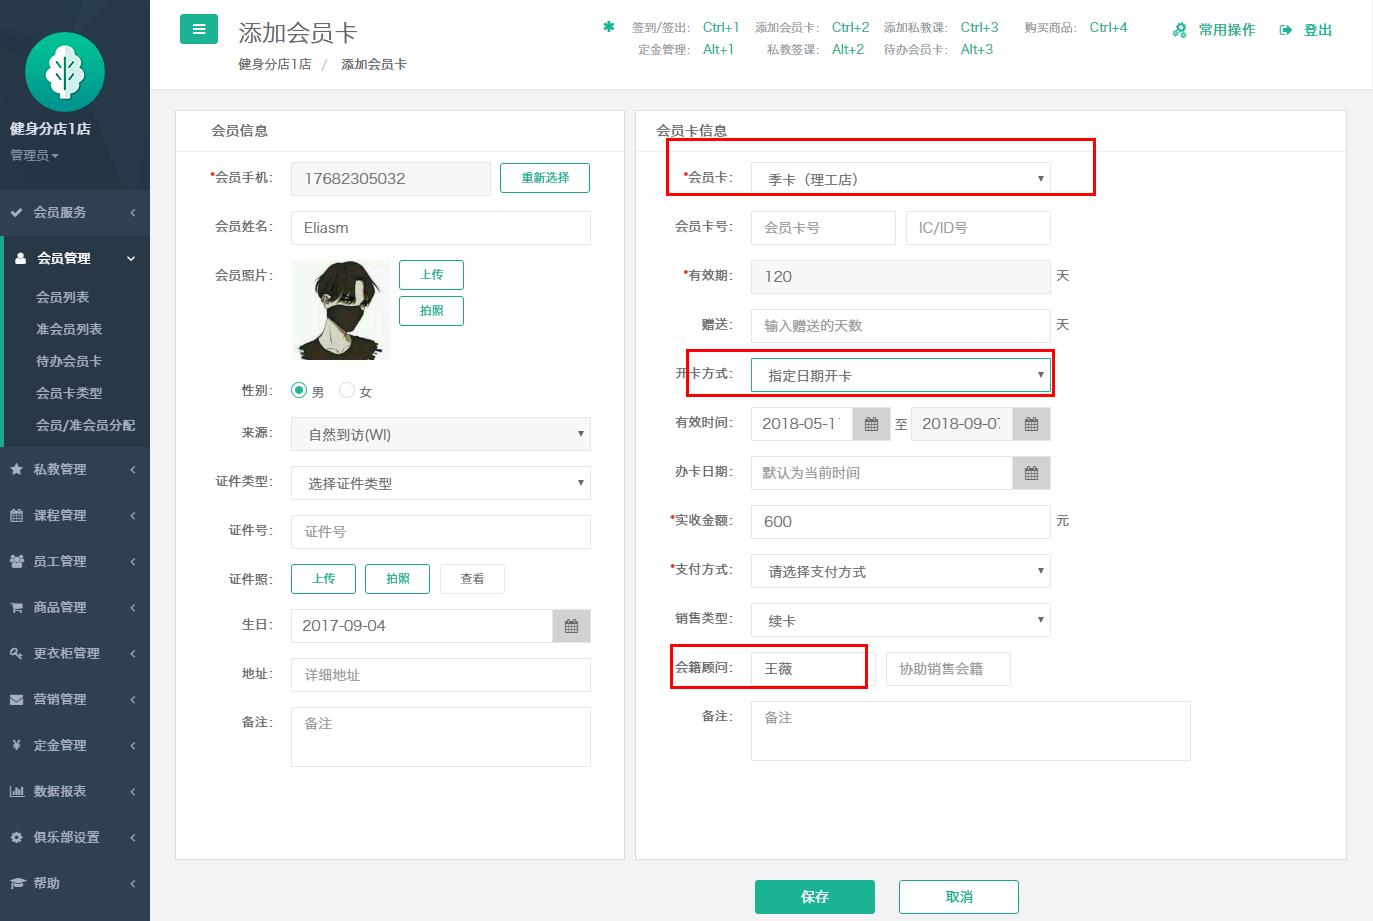 添加会员卡
健身分店1店 / 添加会员卡
签到/签出: Ctrl+1 添加会员卡: Ctrl+2 添加私教课: Ctrl+3 购买商品: Ctrl+4
定金管理: Alt+1 私教签课: Alt+2 待办会员卡: Alt+3
常用操作 登出
健身分店1店
管理员
会员服务
会员管理
会员列表
准会员列表
待办会员卡
会员卡类型
会员/准会员分配
私教管理
课程管理
员工管理
商品管理
更衣柜管理
营销管理
定金管理
数据报表
俱乐部设置
帮助
会员信息
*会员手机: 17682305032 重新选择
会员姓名: Eliasm
会员照片: 上传
拍照
性别: 男 女
来源: 自然到访(WI)
证件类型: 选择证件类型
证件号: 证件号
证件照: 上传 拍照 查看
生日: 2017-09-04
地址: 详细地址
备注: 备注
会员卡信息
*会员卡: 季卡（理工店）
会员卡号: 会员卡号 IC/ID号
*有效期: 120 天
赠送: 输入赠送的天数 天
开卡方式: 指定日期开卡
有效时间: 2018-05-1 至 2018-09-0
办卡日期: 默认为当前时间
*实收金额: 600 元
*支付方式: 请选择支付方式
销售类型: 续卡
会籍顾问: 王薇 协助销售会籍
备注: 备注
保存 取消